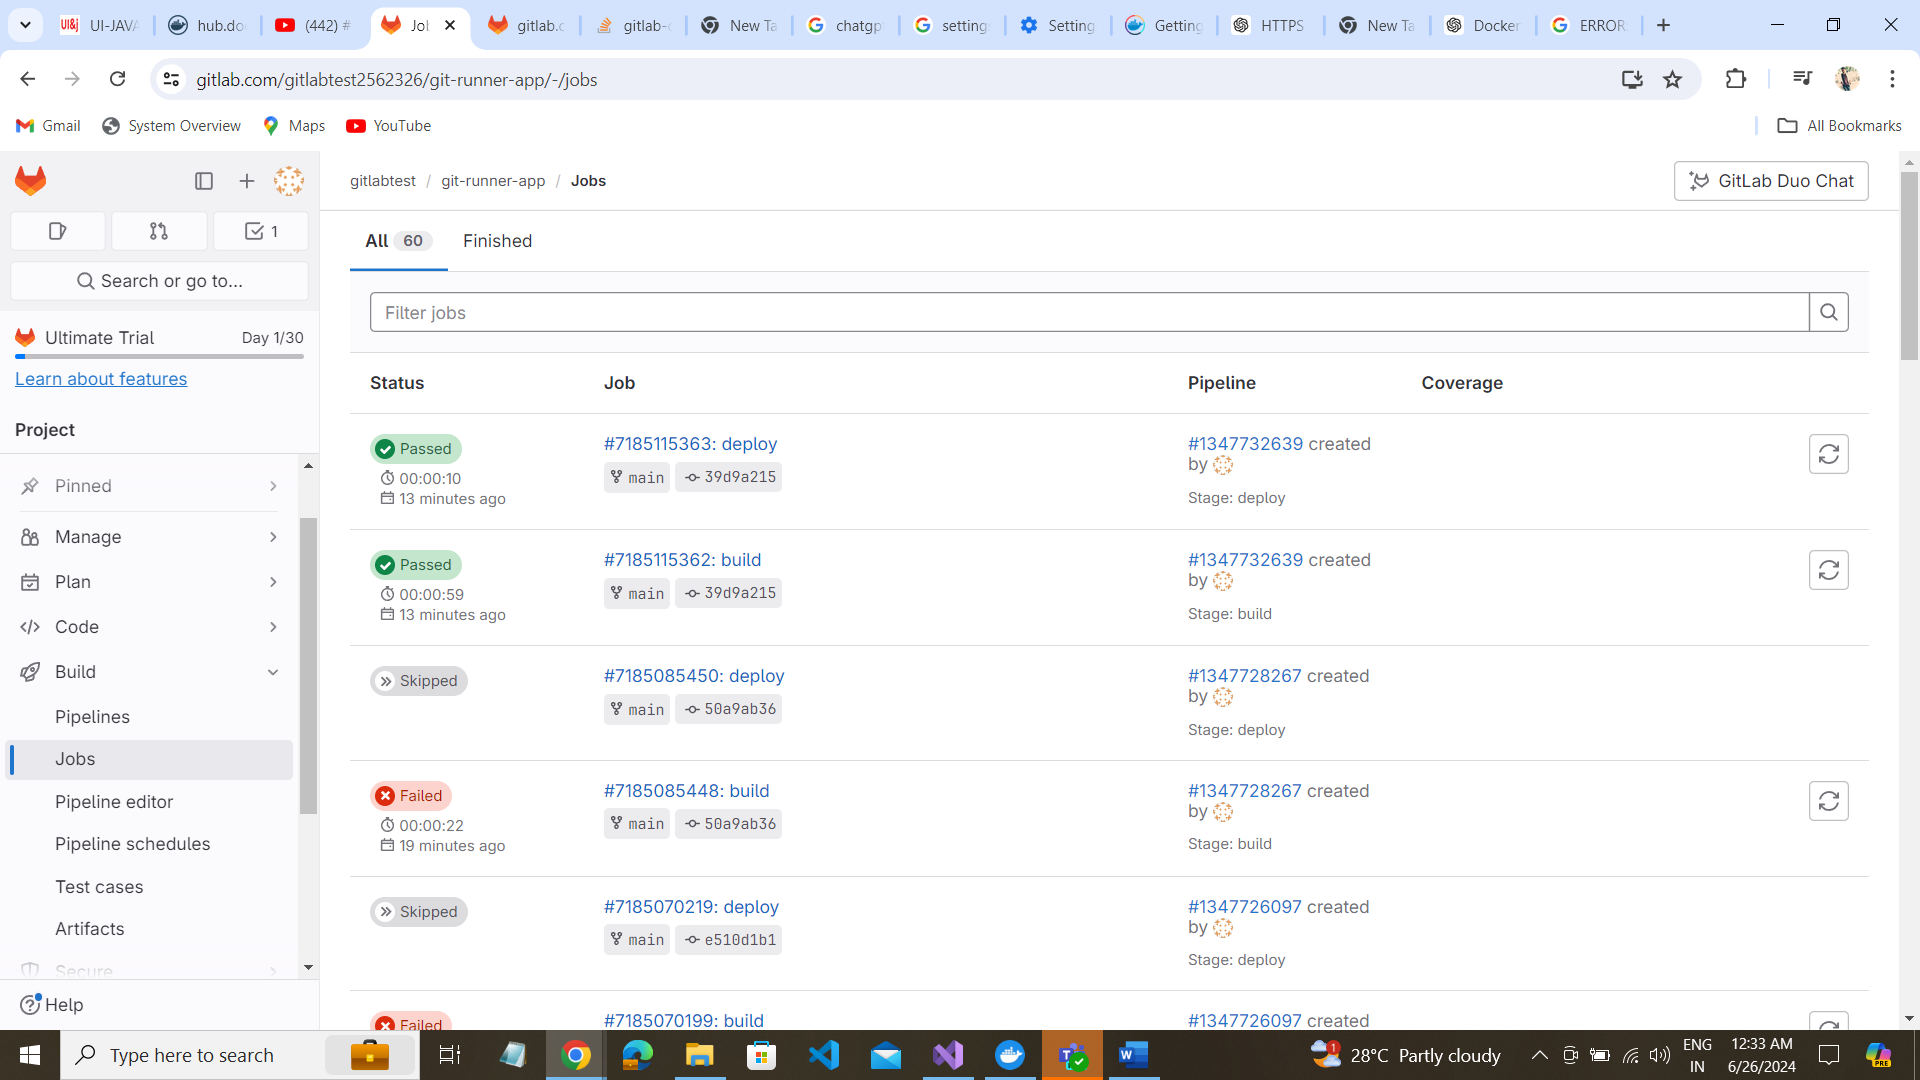 UI-JAVA
hub.do
(442) #
Jo
gitlab.c
gitlab-c
New Ta
chatgp
setting
Setting
Getting
HTTPS
New Ta
Docker
ERROR
gitlab.com/gitlabtest2562326/git-runner-app/-/jobs
Gmail
System Overview
Maps
YouTube
All Bookmarks
gitlabtest / git-runner-app / Jobs
GitLab Duo Chat
1
Search or go to...
Ultimate Trial
Day 1/30
Learn about features
Project
Pinned
Manage
Plan
Code
Build
Pipelines
Jobs
Pipeline editor
Pipeline schedules
Test cases
Artifacts
Secure
Help
All 60
Finished
Filter jobs
Status
Job
Pipeline
Coverage
Passed
00:00:10
13 minutes ago
#7185115363: deploy
main
39d9a215
#1347732639 created
by
Stage: deploy
Passed
00:00:59
13 minutes ago
#7185115362: build
main
39d9a215
#1347732639 created
by
Stage: build
Skipped
#7185085450: deploy
main
50a9ab36
#1347728267 created
by
Stage: deploy
Failed
00:00:22
19 minutes ago
#7185085448: build
main
50a9ab36
#1347728267 created
by
Stage: build
Skipped
#7185070219: deploy
main
e510d1b1
#1347726097 created
by
Stage: deploy
Failed
#7185070199: build
#1347726097 created
Type here to search
1
28°C Partly cloudy
ENG
IN
12:33 AM
6/26/2024
PRE